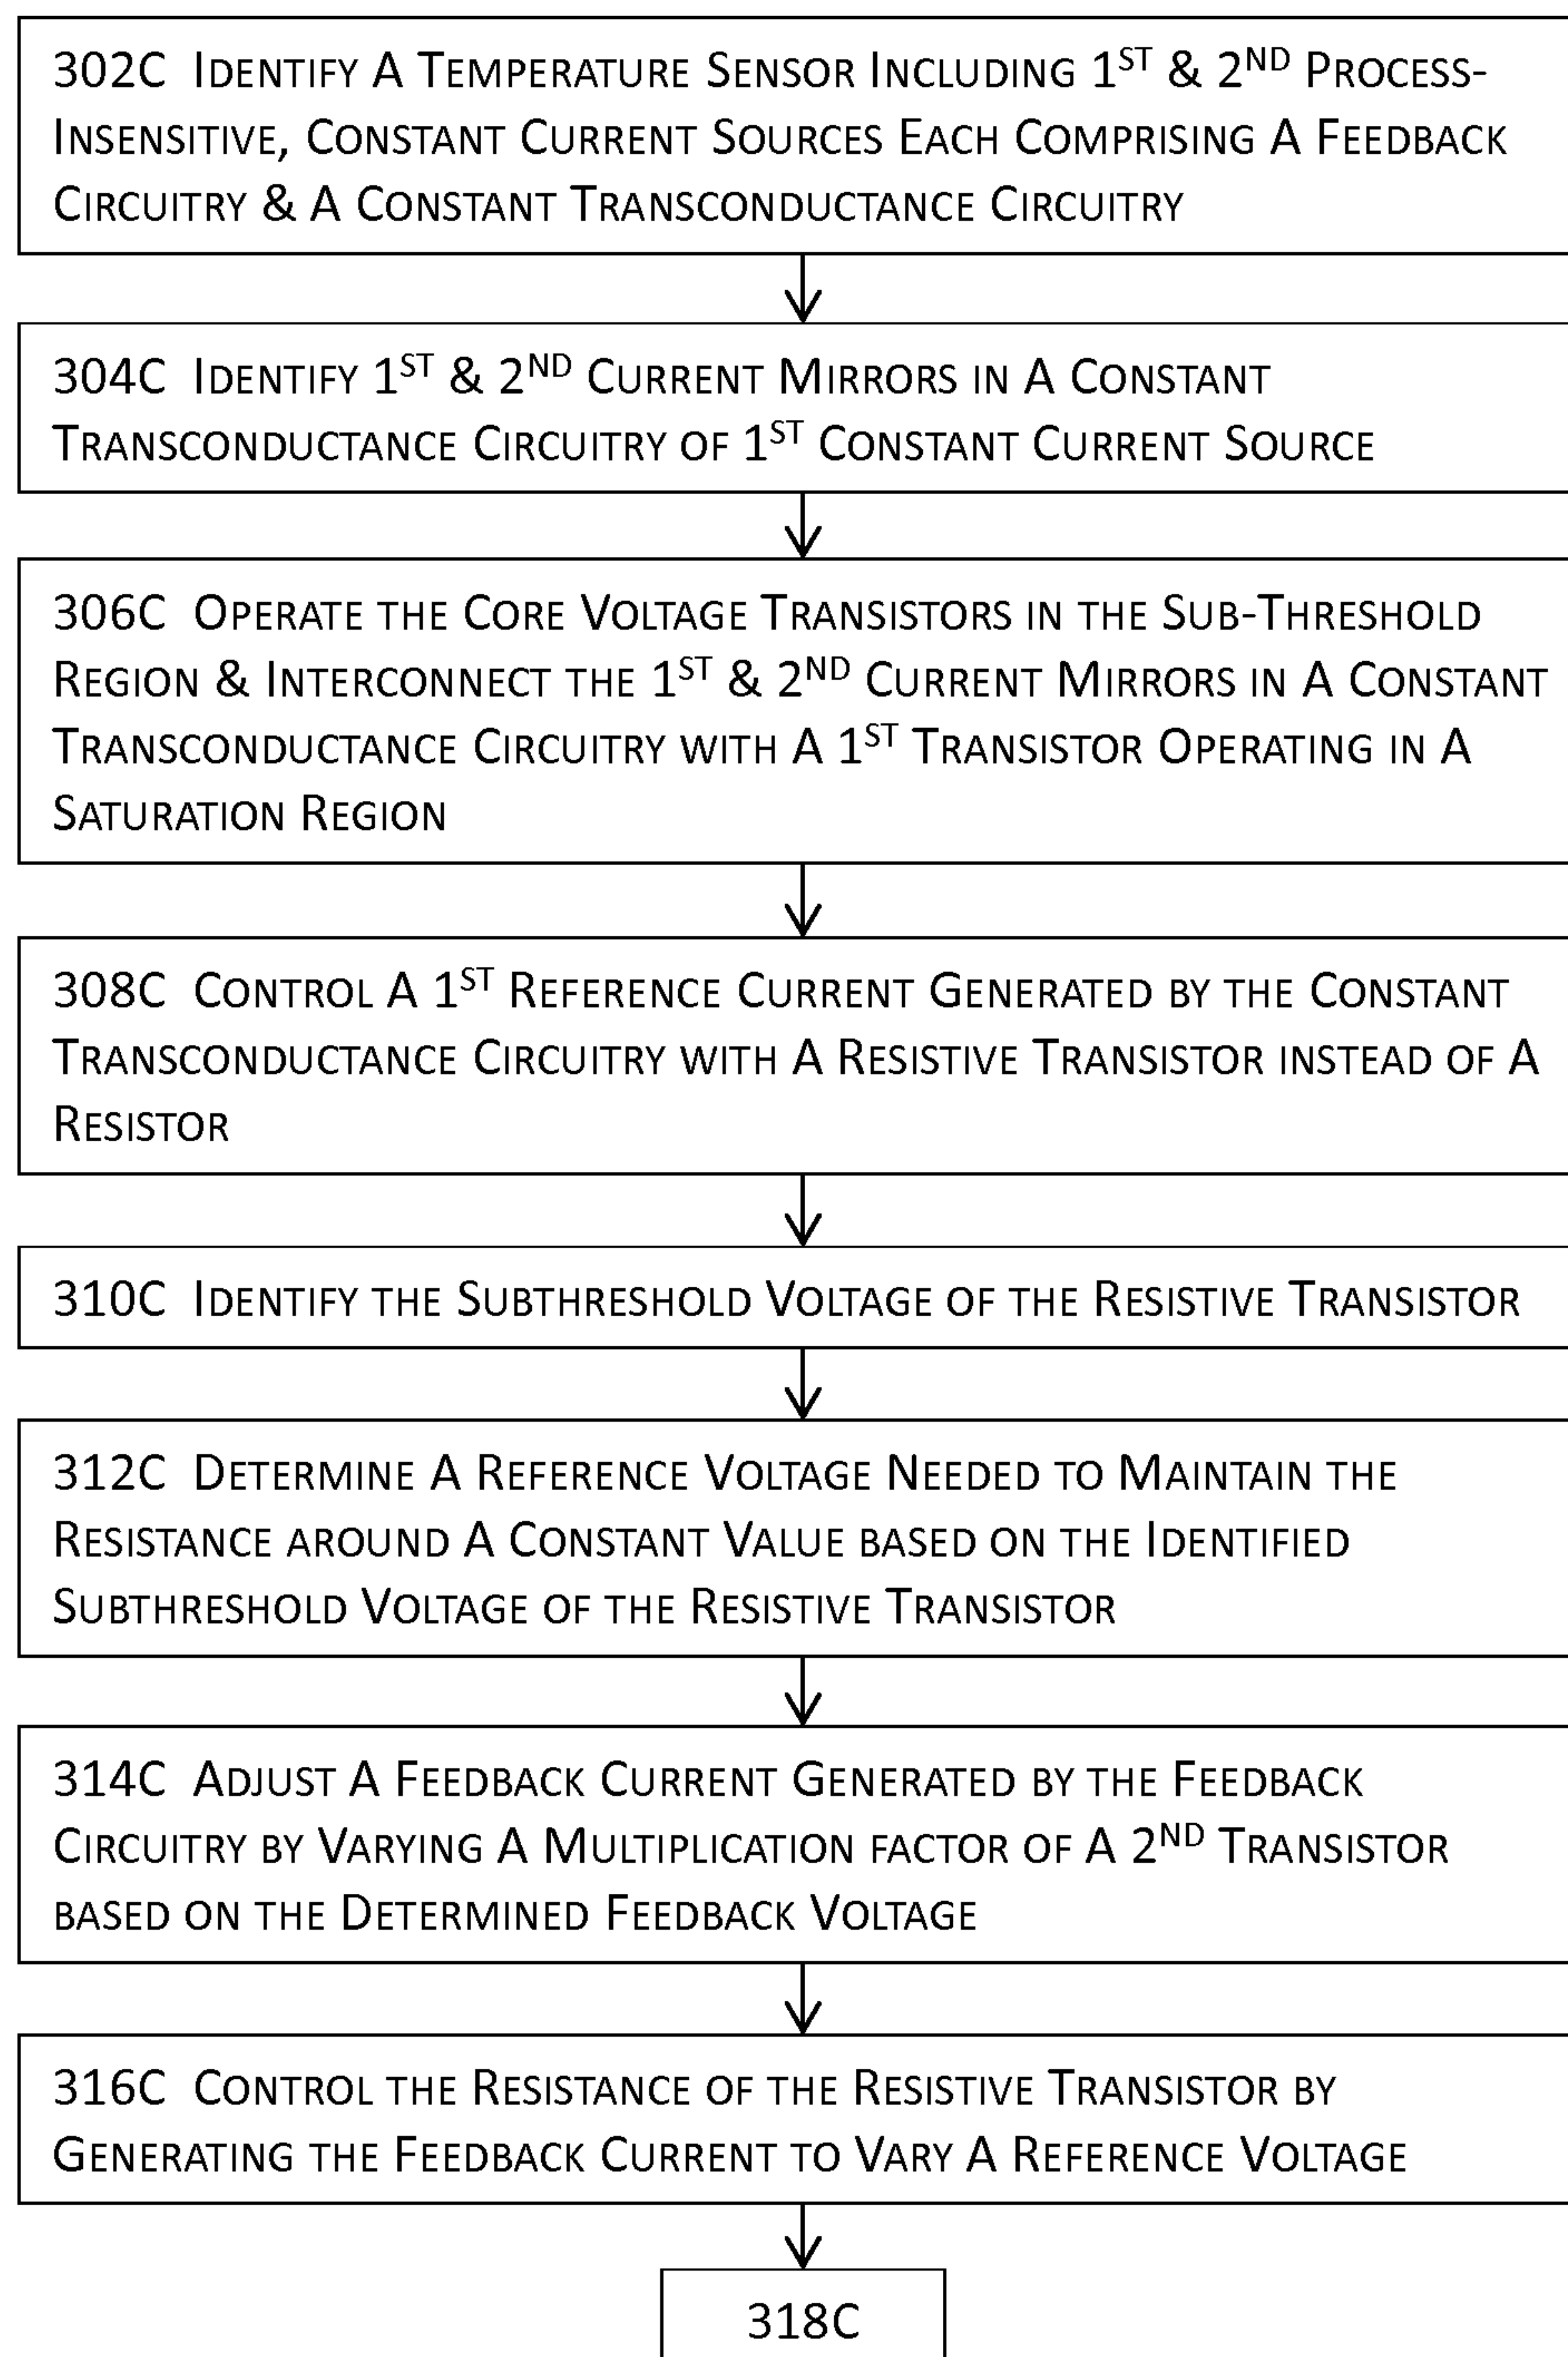 302C Identify A Temperature Sensor Including 1st & 2nd Process-
Insensitive, Constant Current Sources Each Comprising A Feedback
Circuitry & A Constant Transconductance Circuitry
304C Identify 1st & 2nd Current Mirrors in A Constant
Transconductance Circuitry of 1st Constant Current Source
306C Operate the Core Voltage Transistors in the Sub-Threshold
Region & Interconnect the 1st & 2nd Current Mirrors in A Constant
Transconductance Circuitry with A 1st Transistor Operating in A
Saturation Region
308C Control A 1st Reference Current Generated by the Constant
Transconductance Circuitry with A Resistive Transistor instead of A
Resistor
310C Identify the Subthreshold Voltage of the Resistive Transistor
312C Determine A Reference Voltage Needed to Maintain the
Resistance around A Constant Value based on the Identified
Subthreshold Voltage of the Resistive Transistor
314C Adjust A Feedback Current Generated by the Feedback
Circuitry by Varying A Multiplication factor of A 2nd Transistor
based on the Determined Feedback Voltage
316C Control the Resistance of the Resistive Transistor by
Generating the Feedback Current to Vary A Reference Voltage
318C